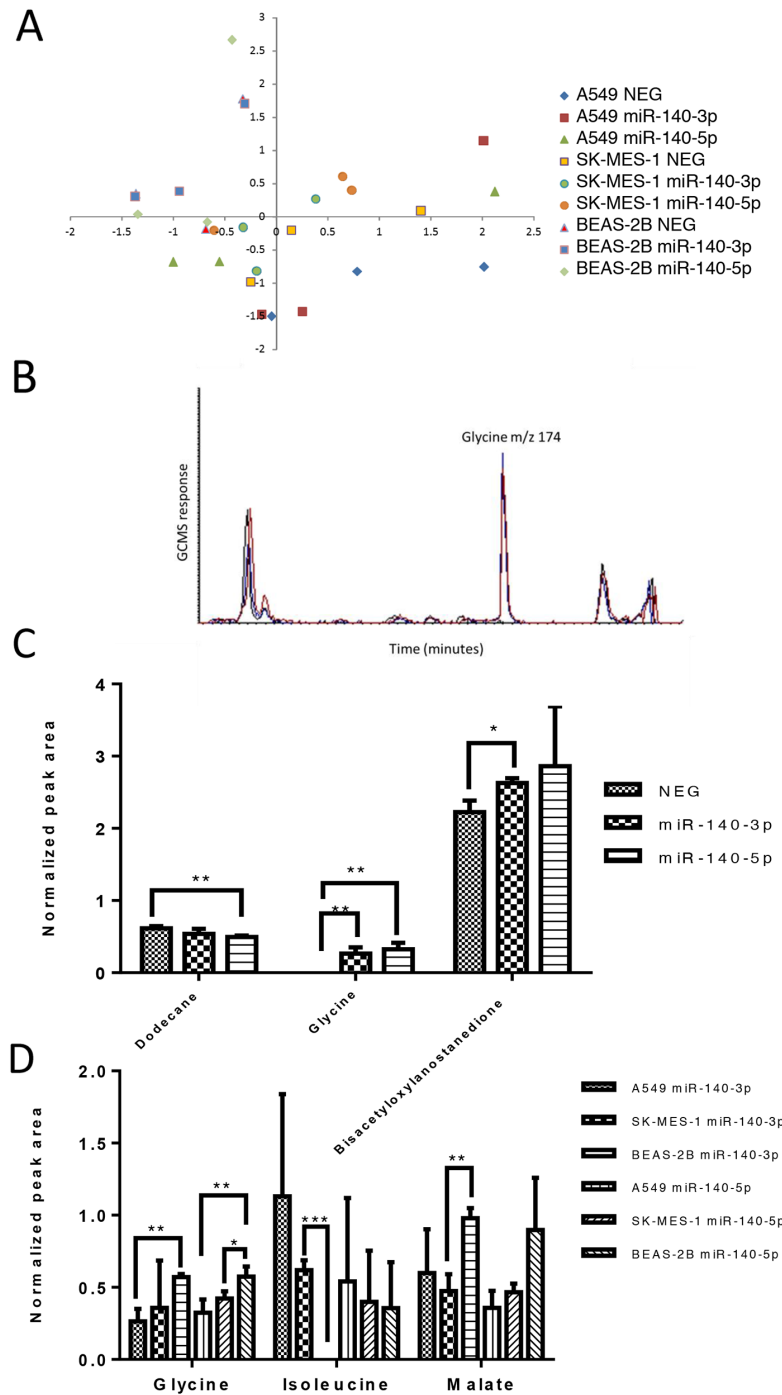 A
3
2.5
2
1.5
1
0.5
0
-2 -1.5 -1 -0.5 0 0.5 1 1.5 2 2.5
-0.5
-1
-1.5
-2
A549 NEG
A549 miR-140-3p
A549 miR-140-5p
SK-MES-1 NEG
SK-MES-1 miR-140-3p
SK-MES-1 miR-140-5p
BEAS-2B NEG
BEAS-2B miR-140-3p
BEAS-2B miR-140-5p
B
Glycine m/z 174
GCMS response
Time (minutes)
C
Normalized peak area
4
3
2
1
0
*
**
**
**
NEG
miR-140-3p
miR-140-5p
Dodecane
Glycine
Bisacetyloxylanostanedione
D
Normalized peak area
2.0
1.5
1.0
0.5
0.0
**
**
*
***
**
Glycine Isoleucine Malate
A549 miR-140-3p
SK-MES-1 miR-140-3p
BEAS-2B miR-140-3p
A549 miR-140-5p
SK-MES-1 miR-140-5p
BEAS-2B miR-140-5p